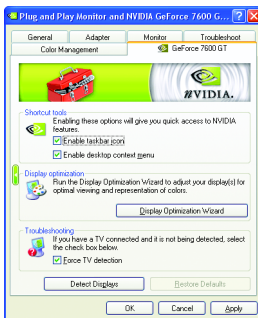 Plug and Play Monitor and NVIDIA GeForce 7600 G...
General
Adapter
Monitor
Troubleshoot
Color Management
GeForce 7600 GT
nVIDIA.
Shortcut tools
Enabling these options will give you quick access to NVIDIA
features.
Enable taskbar icon
Enable desktop context menu
Display optimization
Run the Display Optimization Wizard to adjust your display(s) for
optimal viewing and representation of colors.
Display Optimization Wizard
Troubleshooting
If you have a TV connected and it is not being detected, select
the check box below.
Force TV detection
Detect Displays
Restore Defaults
OK
Cancel
Apply